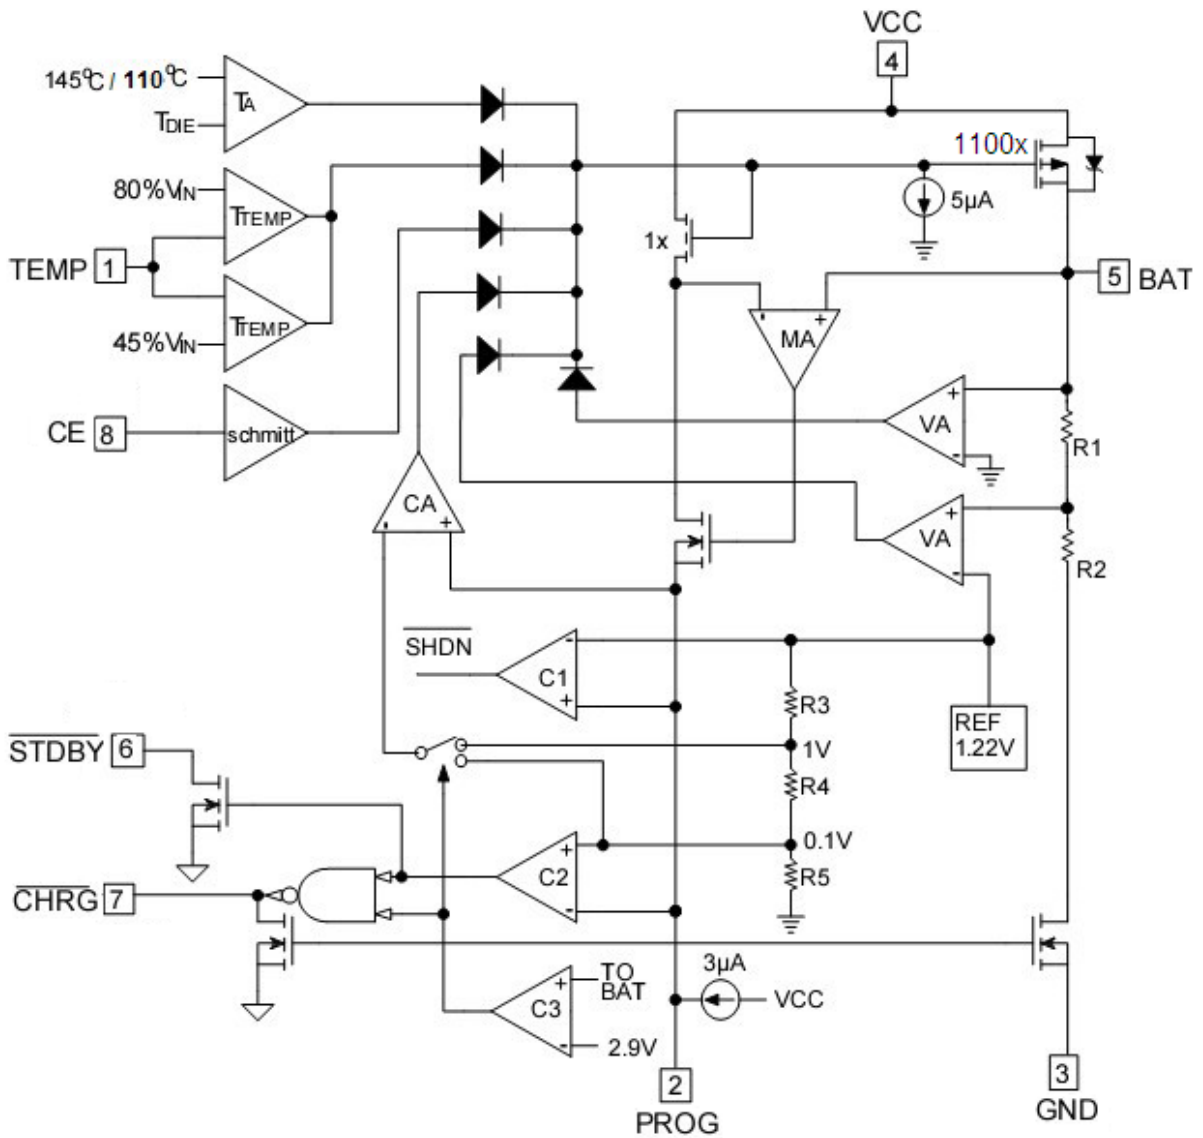 VCC
4
145°C / 110°C
TA
TDIE
1100x
80%VIN
TTEMP
5μA
1x
TEMP 1
5 BAT
TTEMP
MA
45%VIN
+
-
CE 8
schmitt
VA
+
-
R1
CA
-
+
VA
+
-
R2
SHDN
C1
-
+
R3
REF
1.22V
STDBY 6
1V
R4
0.1V
C2
+
-
R5
CHRG 7
3μA
TO
BAT
VCC
C3
+
-
2.9V
2
PROG
3
GND